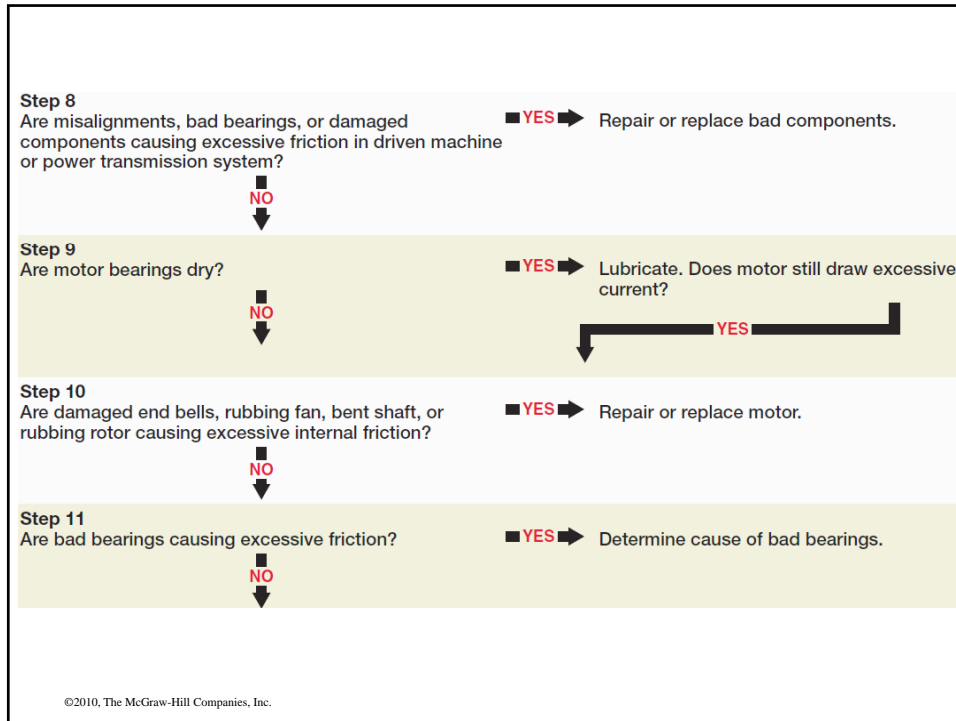 Step 8
Are misalignments, bad bearings, or damaged
components causing excessive friction in driven machine
or power transmission system?
YES
Repair or replace bad components.
NO
Step 9
Are motor bearings dry?
YES
Lubricate. Does motor still draw excessive
current?
NO
YES
Step 10
Are damaged end bells, rubbing fan, bent shaft, or
rubbing rotor causing excessive internal friction?
YES
Repair or replace motor.
NO
Step 11
Are bad bearings causing excessive friction?
YES
Determine cause of bad bearings.
NO
©2010, The McGraw-Hill Companies, Inc.